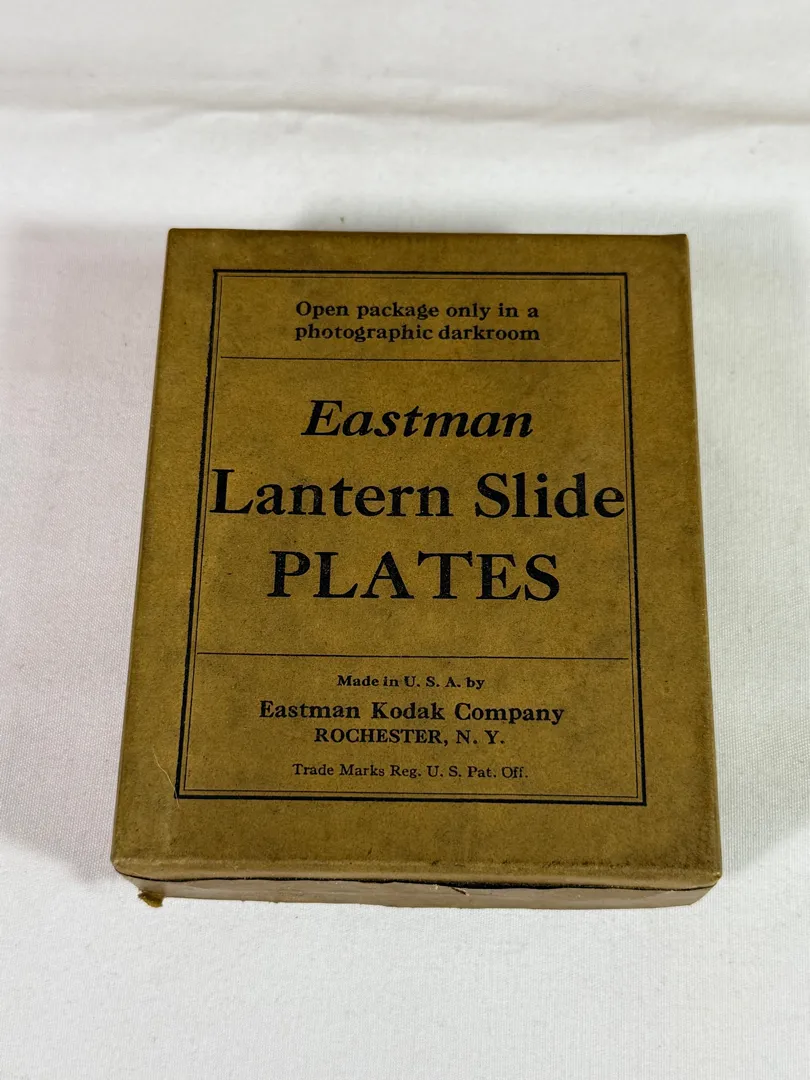 Open package only in a
photographic darkroom
Eastman
Lantern Slide
PLATES
Made in U. S. A. by
Eastman Kodak Company
ROCHESTER, N. Y.
Trade Marks Reg. U. S. Pat. Off.